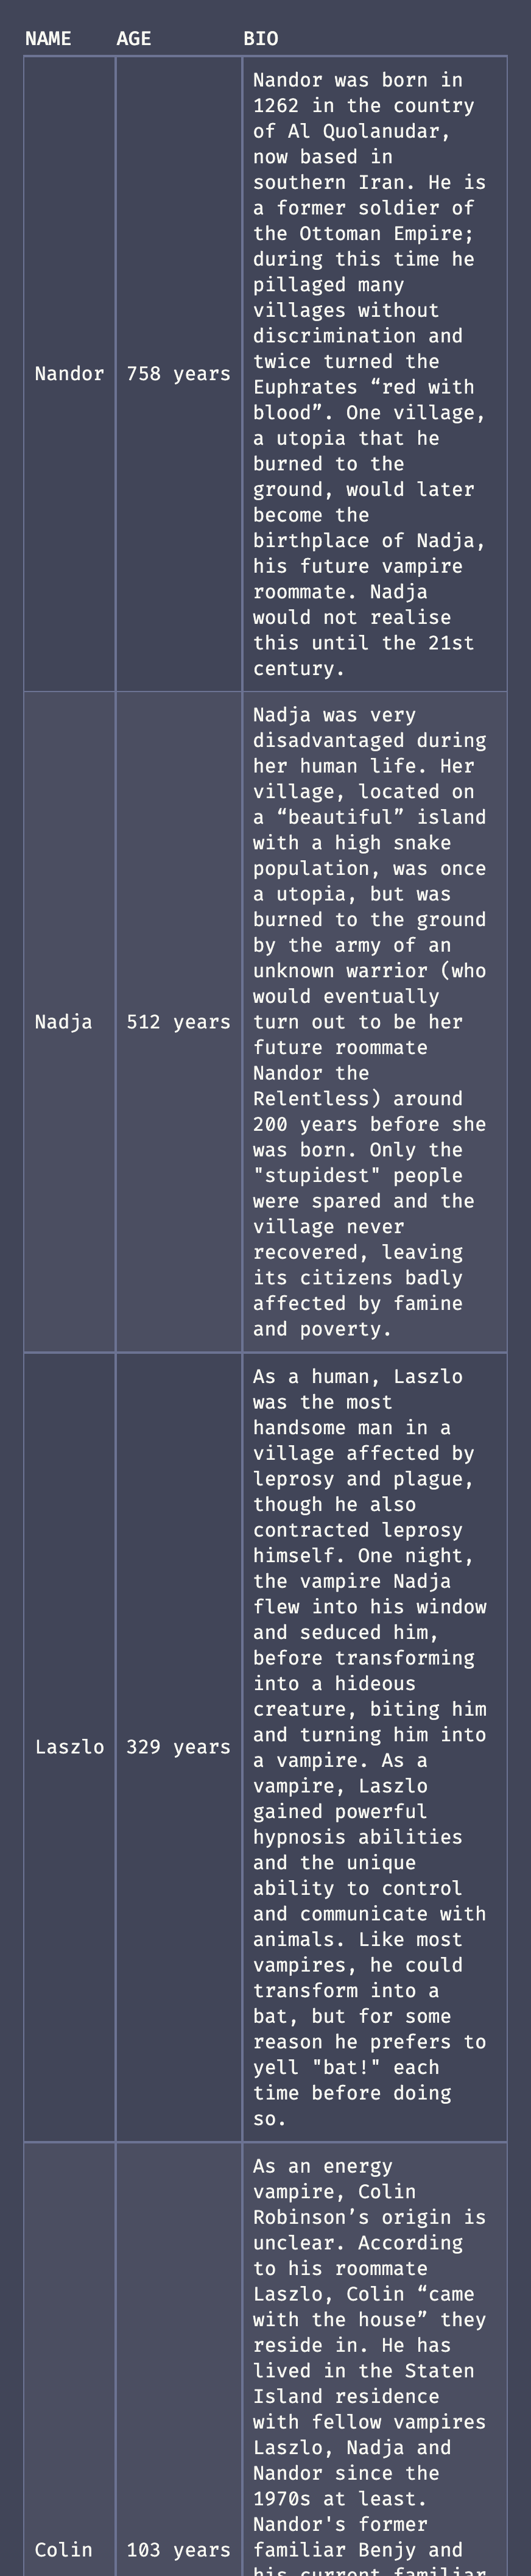 NAME AGE BIO
Nandor was born in
1262 in the country
of Al Quolanudar,
now based in
southern Iran. He is
a former soldier of
the Ottoman Empire;
during this time he
pillaged many
villages without
discrimination and
twice turned the
Nandor 758 years Euphrates “red with
blood”. One village,
a utopia that he
burned to the
ground, would later
become the
birthplace of Nadja,
his future vampire
roommate. Nadja
would not realise
this until the 21st
century.
Nadja was very
disadvantaged during
her human life. Her
village, located on
a “beautiful” island
with a high snake
population, was once
a utopia, but was
burned to the ground
by the army of an
unknown warrior (who
would eventually
Nadja 512 years turn out to be her
future roommate
Nandor the
Relentless) around
200 years before she
was born. Only the
"stupidest" people
were spared and the
village never
recovered, leaving
its citizens badly
affected by famine
and poverty.
As a human, Laszlo
was the most
handsome man in a
village affected by
leprosy and plague,
though he also
contracted leprosy
himself. One night,
the vampire Nadja
flew into his window
and seduced him,
before transforming
into a hideous
creature, biting him
and turning him into
Laszlo 329 years a vampire. As a
vampire, Laszlo
gained powerful
hypnosis abilities
and the unique
ability to control
and communicate with
animals. Like most
vampires, he could
transform into a
bat, but for some
reason he prefers to
yell "bat!" each
time before doing
so.
As an energy
vampire, Colin
Robinson’s origin is
unclear. According
to his roommate
Laszlo, Colin “came
with the house” they
reside in. He has
lived in the Staten
Island residence
with fellow vampires
Laszlo, Nadja and
Nandor since the
1970s at least.
Nandor's former
Colin 103 years familiar Benjy and
his current familiar